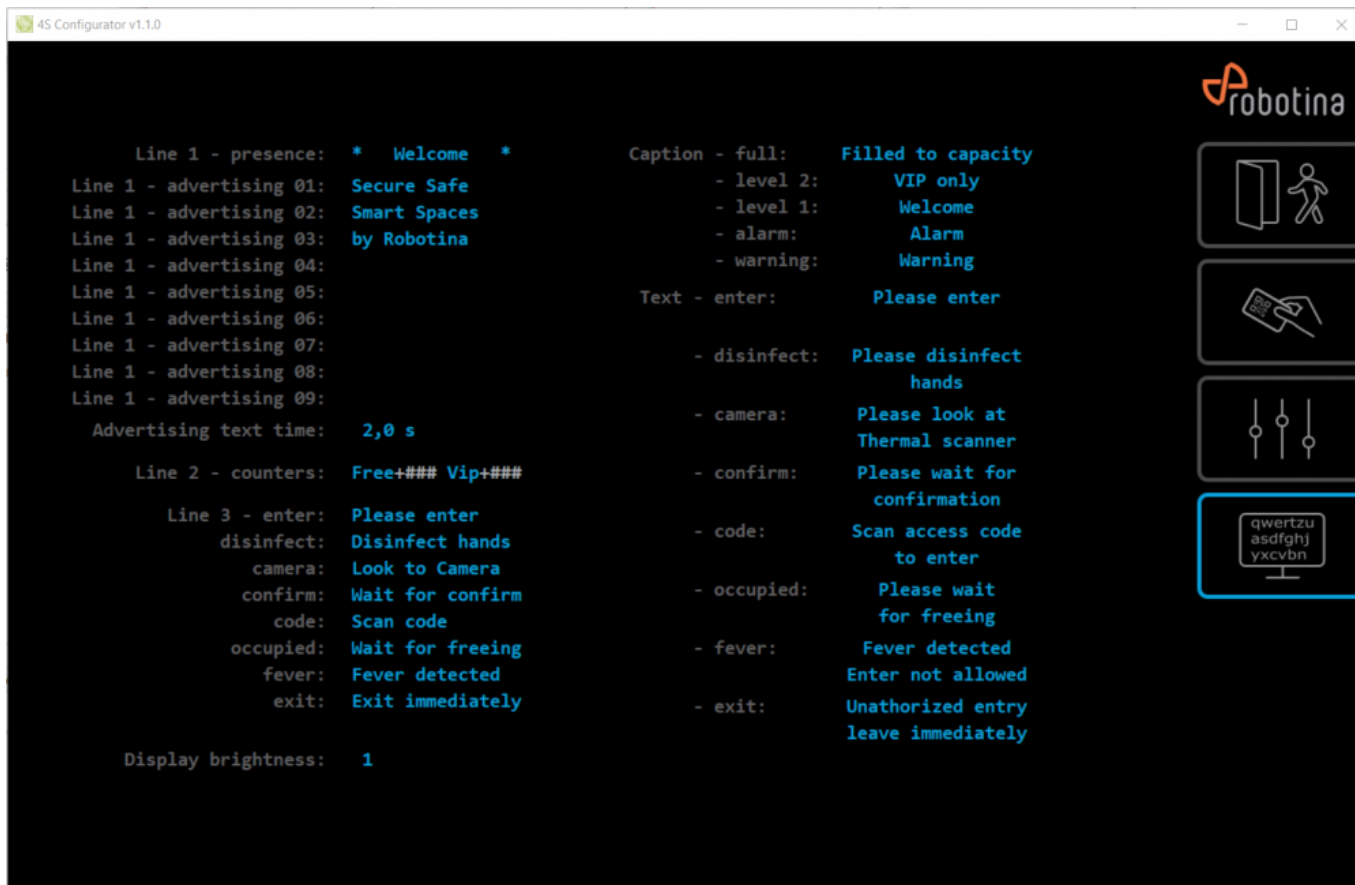 4S Configurator v1.1.0
robotina
Line 1 - presence: * Welcome *
Line 1 - advertising 01: Secure Safe
Line 1 - advertising 02: Smart Spaces
Line 1 - advertising 03: by Robotina
Line 1 - advertising 04:
Line 1 - advertising 05:
Line 1 - advertising 06:
Line 1 - advertising 07:
Line 1 - advertising 08:
Line 1 - advertising 09:
Advertising text time: 2,0 s
Line 2 - counters: Free+### Vip+###
Line 3 - enter: Please enter
disinfect: Disinfect hands
camera: Look to Camera
confirm: Wait for confirm
code: Scan code
occupied: Wait for freeing
fever: Fever detected
exit: Exit immediately
Display brightness: 1
Caption - full: Filled to capacity
- level 2: VIP only
- level 1: Welcome
- alarm: Alarm
- warning: Warning
Text - enter: Please enter
- disinfect: Please disinfect
hands
- camera: Please look at
Thermal scanner
- confirm: Please wait for
confirmation
- code: Scan access code
to enter
- occupied: Please wait
for freeing
- fever: Fever detected
Enter not allowed
- exit: Unathorized entry
leave immediately
qwertzu
asdfghj
yxcvbn